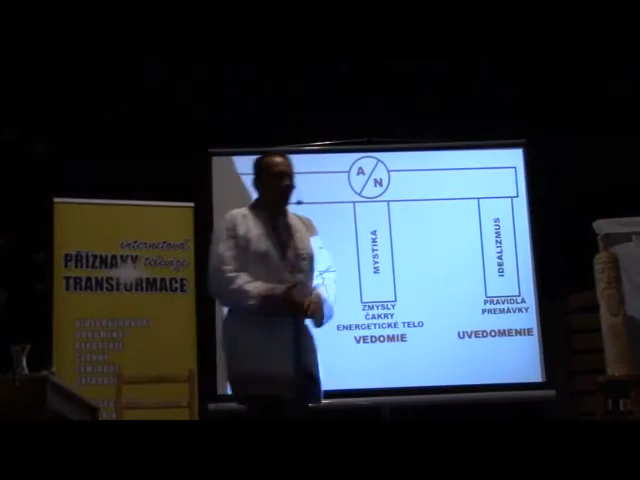 internetová
PŘÍZNAKY televize
TRANSFORMACE
A
N
MYSTIKA
IDEALIZMUS
ZMYSLY
ČAKRY
ENERGETICKÉ TELO
VEDOMIE
PRAVIDLA
PREMÁVKY
UVEDOMENIE